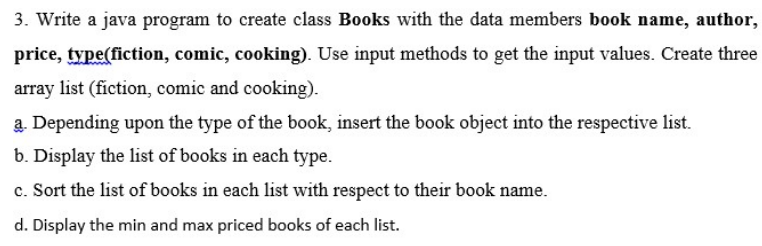 3. Write a java program to create class Books with the data members book name, author,
price, type(fiction, comic, cooking). Use input methods to get the input values. Create three
array list (fiction, comic and cooking).
a. Depending upon the type of the book, insert the book object into the respective list.
b. Display the list of books in each type.
c. Sort the list of books in each list with respect to their book name.
d. Display the min and max priced books of each list.